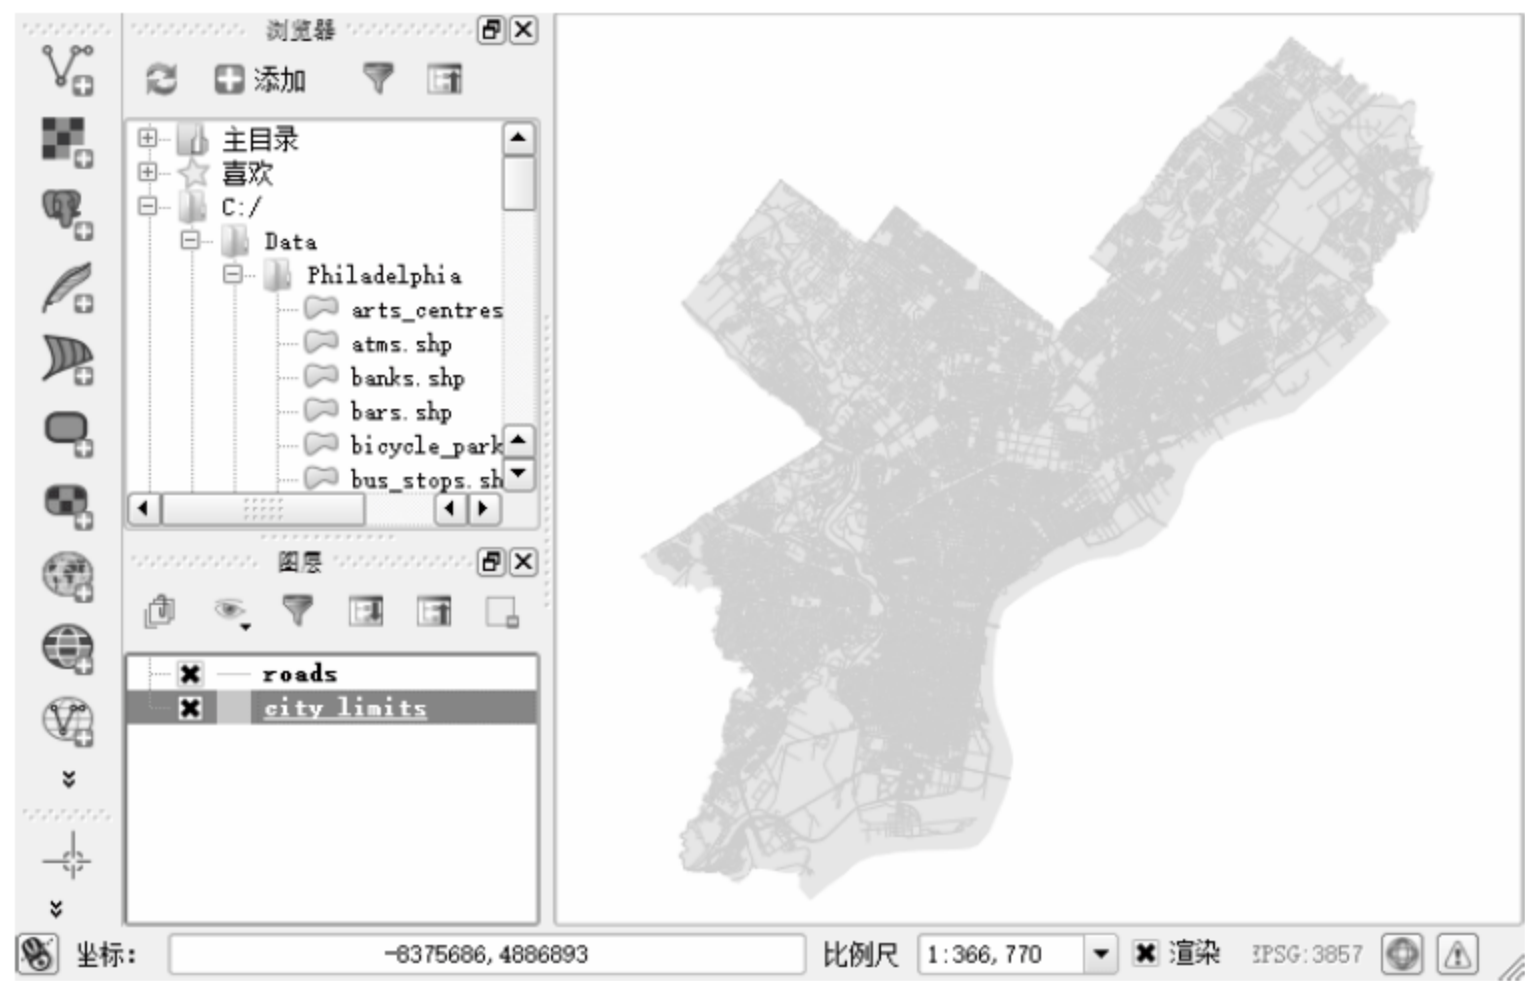 浏览器
添加
主目录
喜欢
C:/
Data
Philadelphia
arts_centres
atms.shp
banks.shp
bars.shp
bicycle_park
bus_stops.sh
图层
roads
city limits
坐标: -8375686,4886893 比例尺 1:366,770 渲染 EPSG:3857